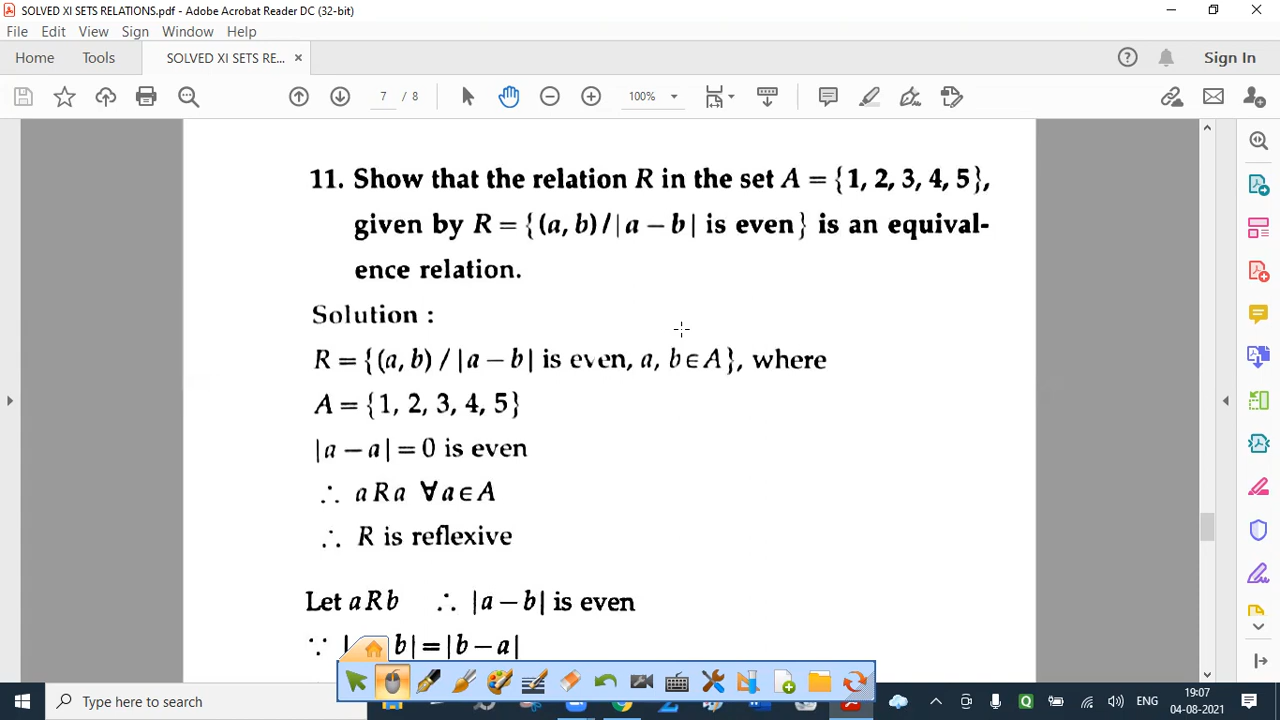 SOLVED XI SETS RELATIONS.pdf - Adobe Acrobat Reader DC (32-bit)
File Edit View Sign Window Help
Home Tools SOLVED XI SETS RE... × Sign In
7 / 8 100%
11. Show that the relation R in the set A = {1, 2, 3, 4, 5},
given by R = {(a, b) / |a − b| is even} is an equival-
ence relation.
Solution :
R = {(a, b) / |a − b| is even, a, b ∈ A}, where
A = {1, 2, 3, 4, 5}
|a − a| = 0 is even
∴ a R a ∀ a ∈ A
∴ R is reflexive
Let a R b ∴ |a − b| is even
∵ | b| = |b − a|
Type here to search
ENG
19:07
04-08-2021